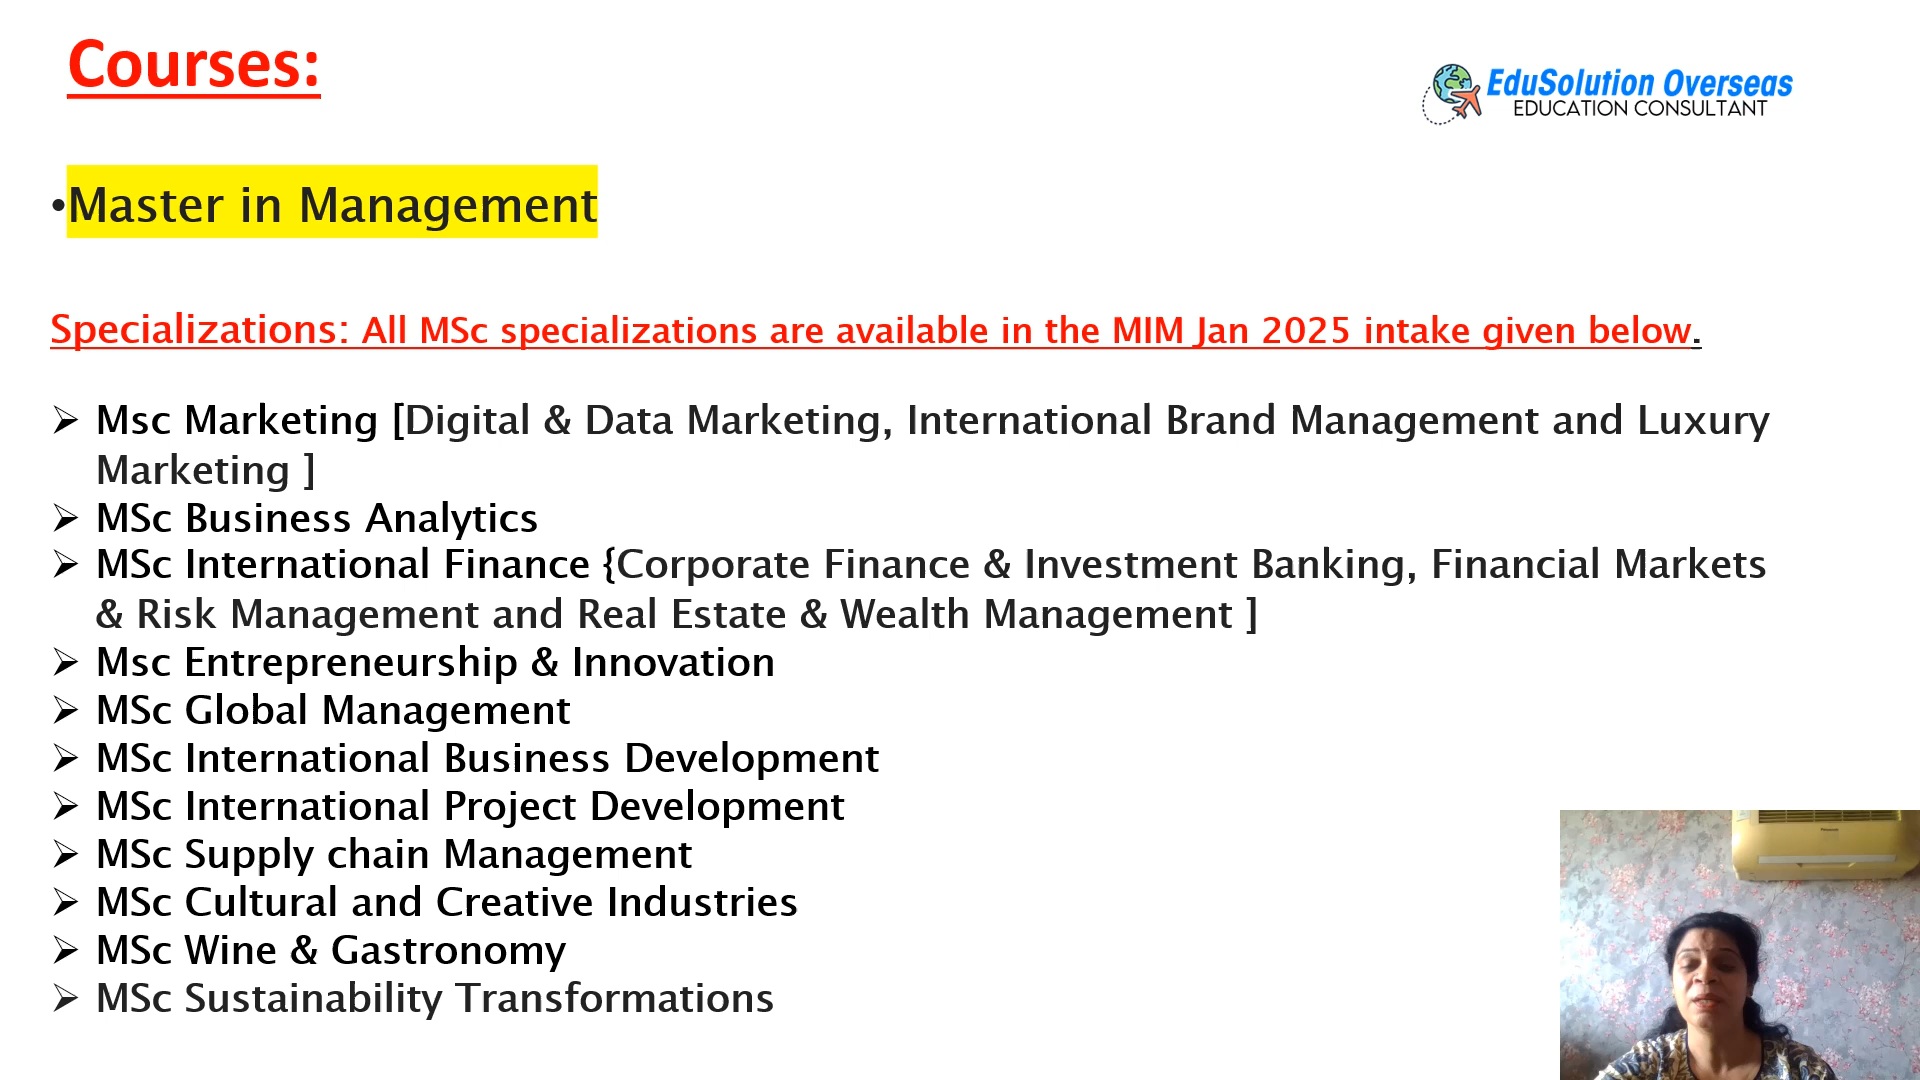 Courses:
EduSolution Overseas
EDUCATION CONSULTANT
•Master in Management
Specializations: All MSc specializations are available in the MIM Jan 2025 intake given below.
➢ Msc Marketing [Digital & Data Marketing, International Brand Management and Luxury
Marketing ]
➢ MSc Business Analytics
➢ MSc International Finance {Corporate Finance & Investment Banking, Financial Markets
& Risk Management and Real Estate & Wealth Management ]
➢ Msc Entrepreneurship & Innovation
➢ MSc Global Management
➢ MSc International Business Development
➢ MSc International Project Development
➢ MSc Supply chain Management
➢ MSc Cultural and Creative Industries
➢ MSc Wine & Gastronomy
➢ MSc Sustainability Transformations